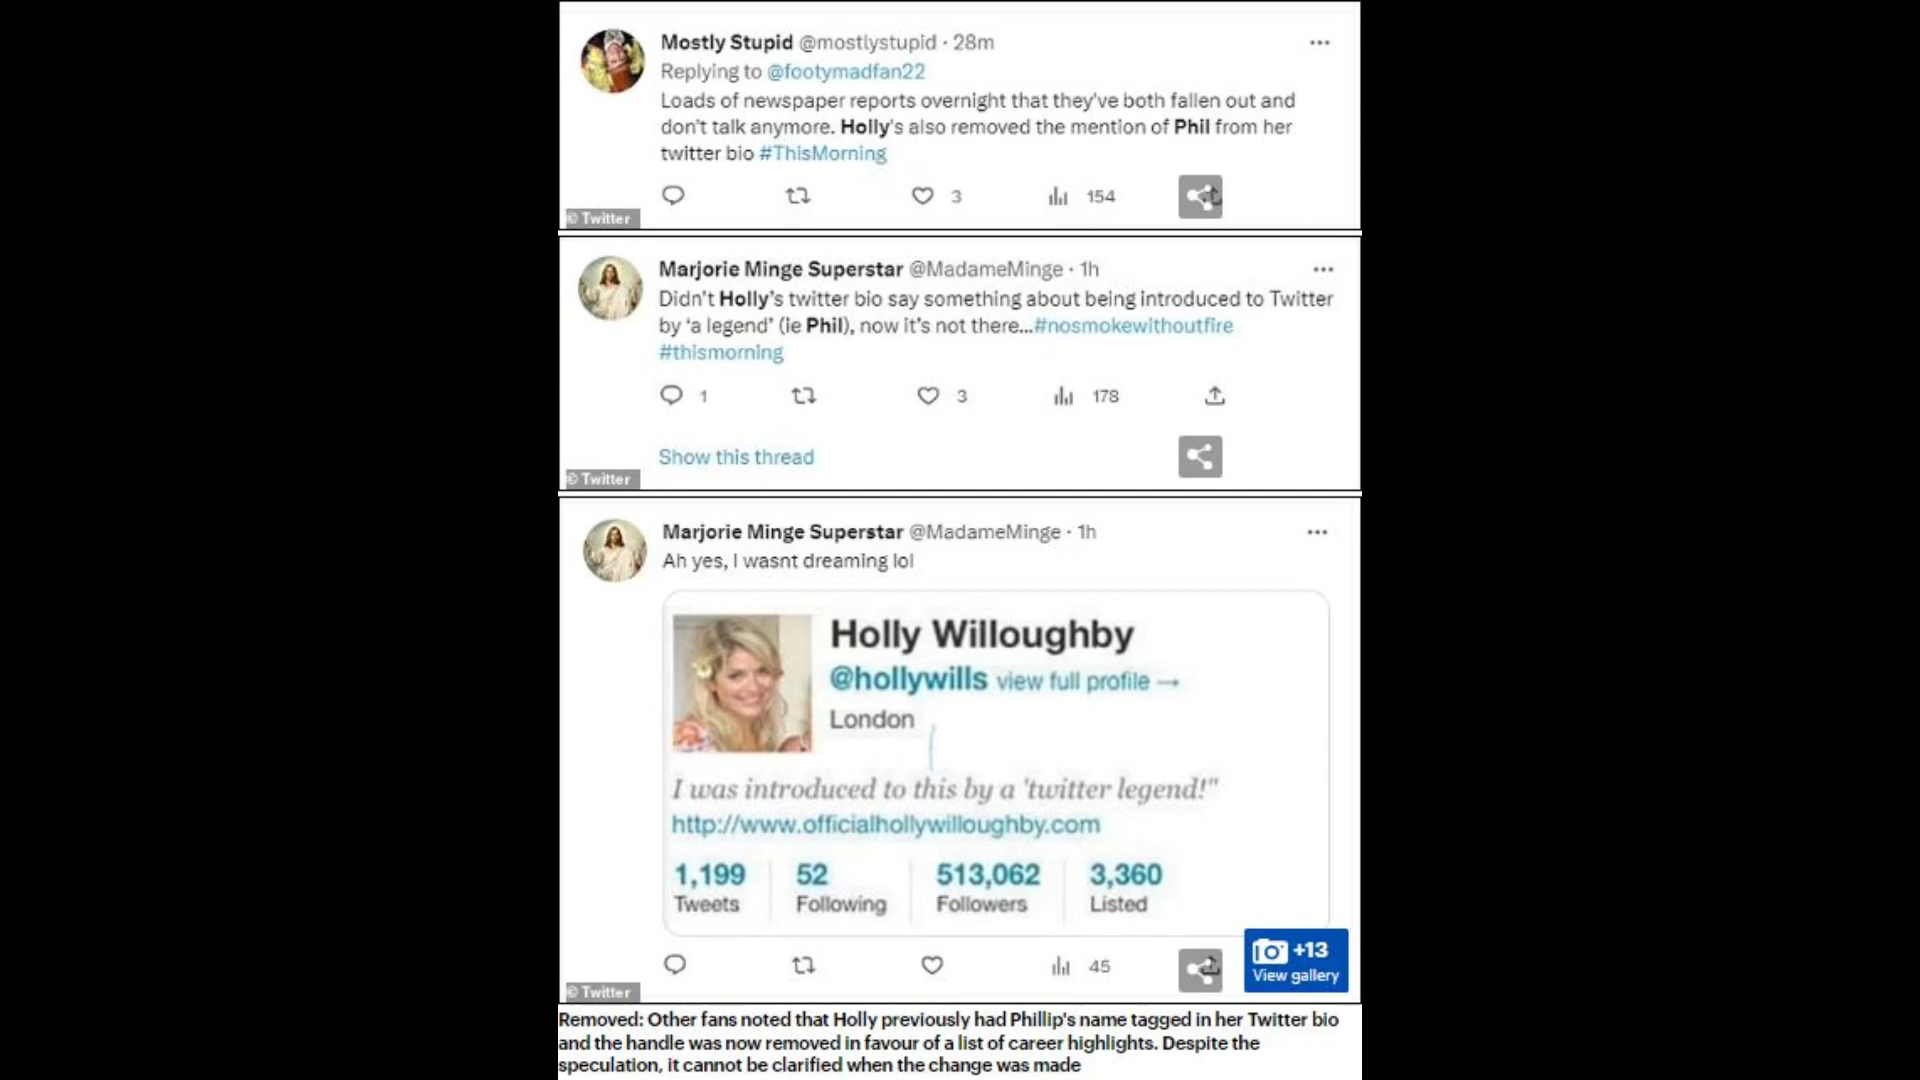 Mostly Stupid @mostlystupid · 28m
Replying to @footymadfan22
Loads of newspaper reports overnight that they've both fallen out and
don't talk anymore. Holly's also removed the mention of Phil from her
twitter bio #ThisMorning
3 154
© Twitter
Marjorie Minge Superstar @MadameMinge · 1h
Didn't Holly's twitter bio say something about being introduced to Twitter
by 'a legend' (ie Phil), now it's not there...#nosmokewithoutfire
#thismorning
1 3 178
Show this thread
© Twitter
Marjorie Minge Superstar @MadameMinge · 1h
Ah yes, I wasnt dreaming lol
Holly Willoughby
@hollywills view full profile →
London
I was introduced to this by a 'twitter legend!"
http://www.officialhollywilloughby.com
1,199 52 513,062 3,360
Tweets Following Followers Listed
+13
45
View gallery
© Twitter
Removed: Other fans noted that Holly previously had Phillip's name tagged in her Twitter bio
and the handle was now removed in favour of a list of career highlights. Despite the
speculation, it cannot be clarified when the change was made